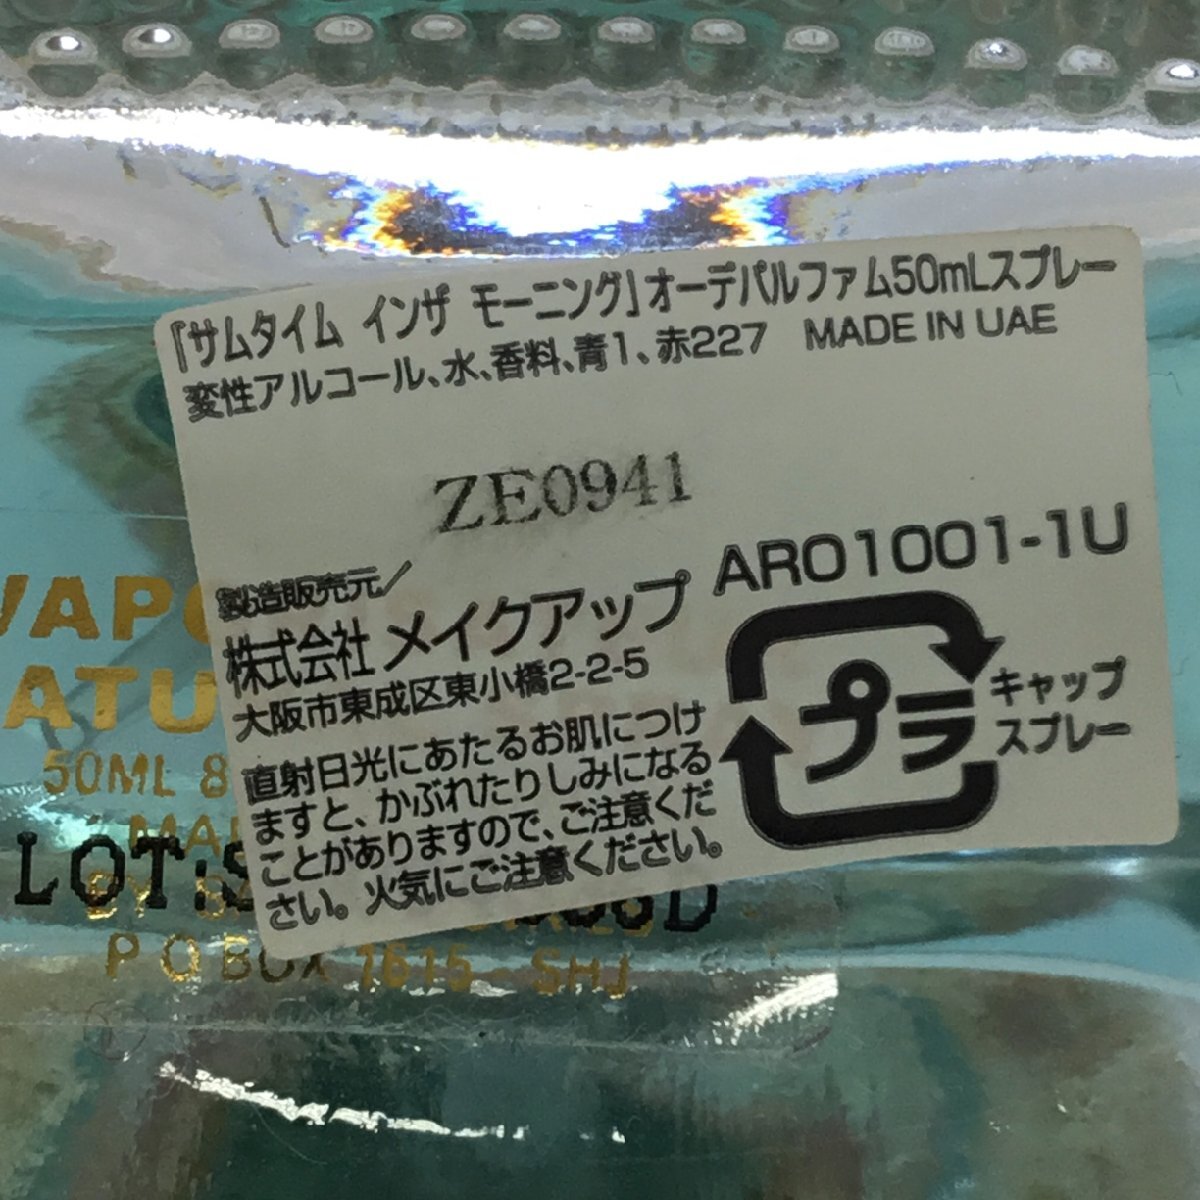 『サムタイム インザ モーニング』オーデパルファム50mLスプレー
変性アルコール、水、香料、青1、赤227 MADE IN UAE
ZE0941
製造販売元/
株式会社 メイクアップ
大阪市東成区東小橋2-2-5
AR01001-1U
直射日光にあたるお肌につけ
ますと、かぶれたりしみになる
ことがありますので、ご注意くだ
さい。火気にご注意ください。
プラ
キャップ
スプレー
50ML 8
LOT:
BY
P O BOX 1615 - SHJ